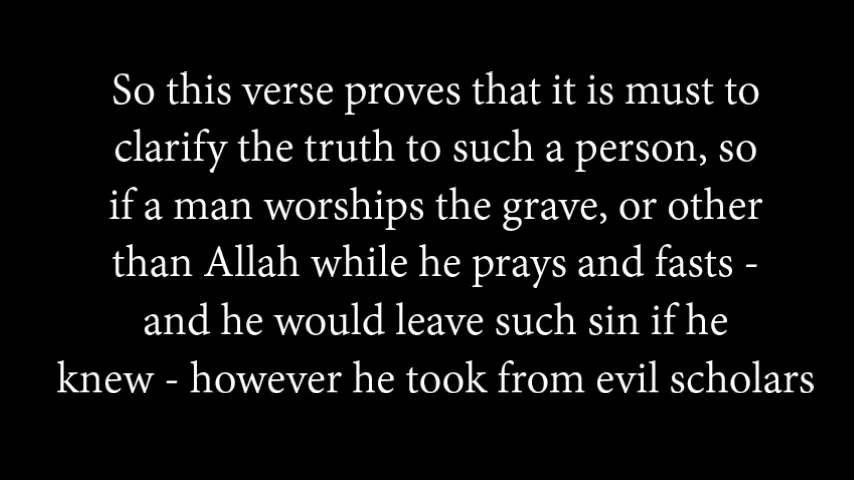 So this verse proves that it is must to
clarify the truth to such a person, so
if a man worships the grave, or other
than Allah while he prays and fasts -
and he would leave such sin if he
knew - however he took from evil scholars